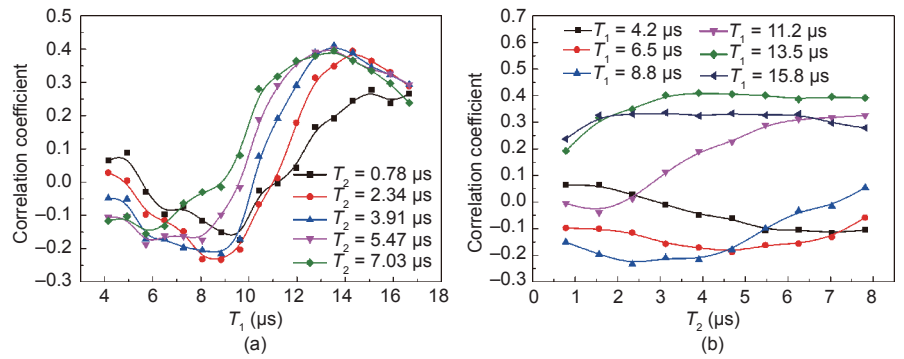 (a)
0.5
0.4
0.3
0.2
0.1
0.0
–0.1
–0.2
–0.3
Correlation coefficient
T2 = 0.78 µs
T2 = 2.34 µs
T2 = 3.91 µs
T2 = 5.47 µs
T2 = 7.03 µs
4 6 8 10 12 14 16 18
T1 (µs)
(a)
(b)
0.7
0.6
0.5
0.4
0.3
0.2
0.1
0.0
–0.1
–0.2
–0.3
Correlation coefficient
T1 = 4.2 µs
T1 = 6.5 µs
T1 = 8.8 µs
T1 = 11.2 µs
T1 = 13.5 µs
T1 = 15.8 µs
0 1 2 3 4 5 6 7 8
T2 (µs)
(b)